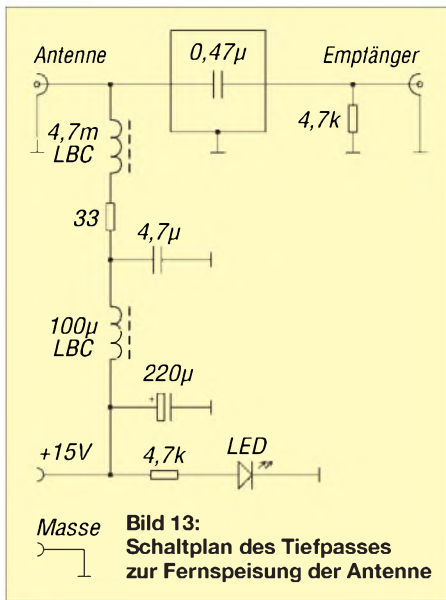 Antenne
0,47µ
Empfänger
4,7k
4,7m
LBC
33
4,7µ
100µ
LBC
220µ
+
+15V
4,7k
LED
Masse
Bild 13:
Schaltplan des Tiefpasses
zur Fernspeisung der Antenne